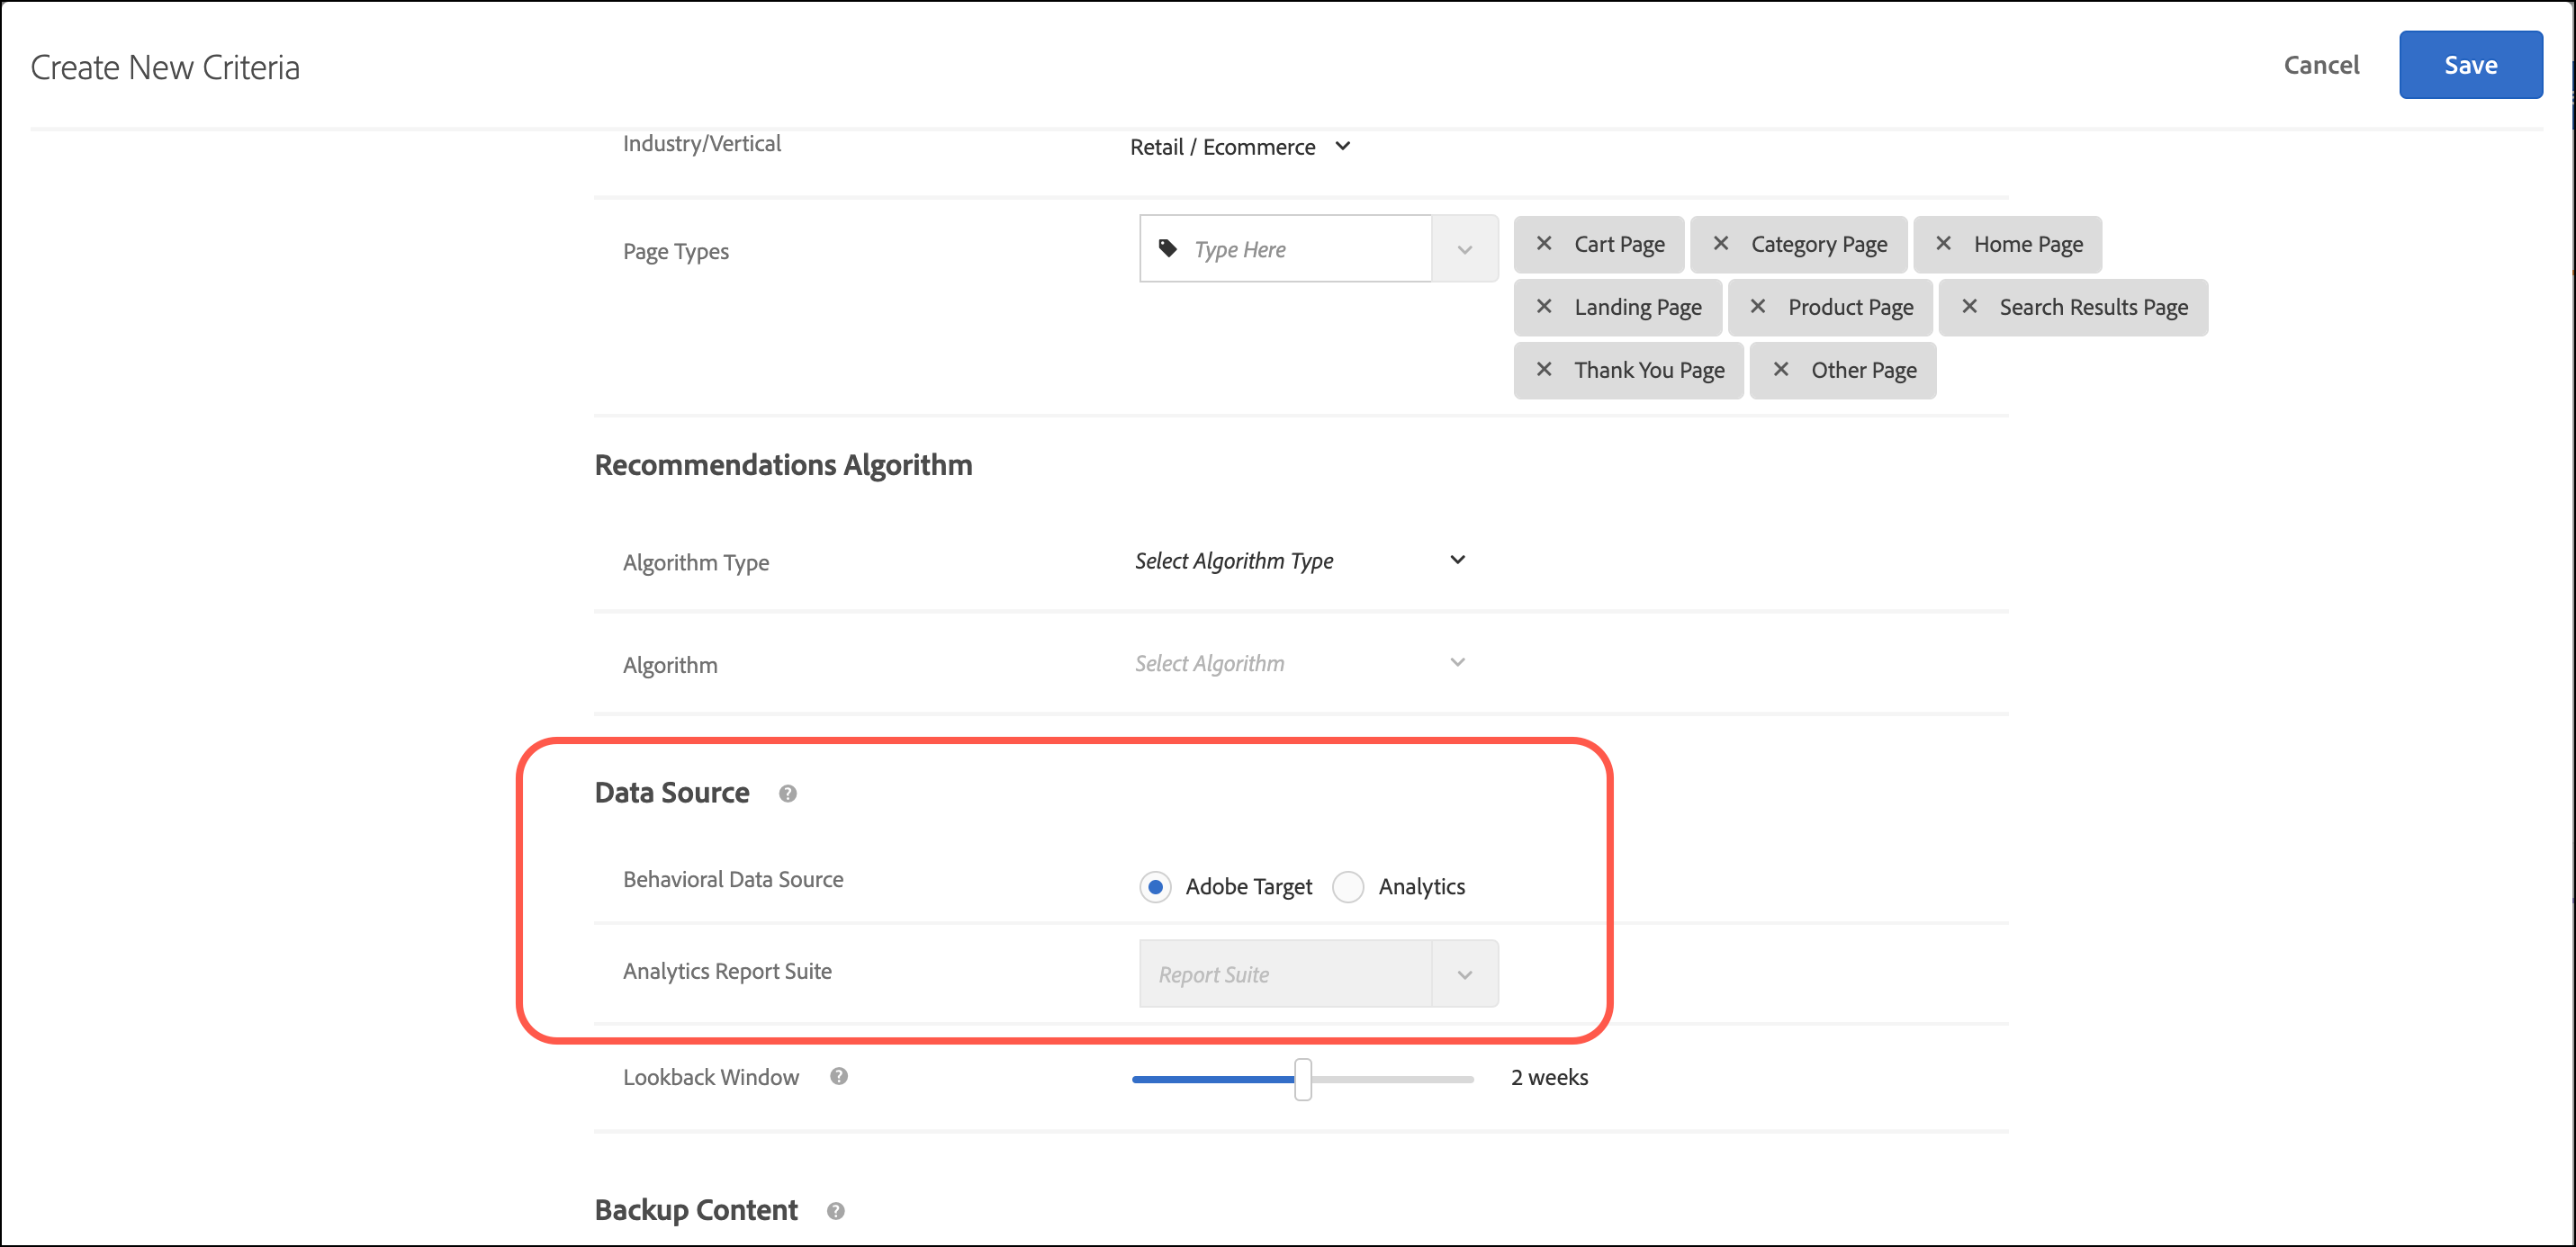 Create New Criteria
Cancel
Save
Industry/Vertical
Retail / Ecommerce
Page Types
Type Here
Cart Page
Category Page
Home Page
Landing Page
Product Page
Search Results Page
Thank You Page
Other Page
Recommendations Algorithm
Algorithm Type
Select Algorithm Type
Algorithm
Select Algorithm
Data Source ?
Behavioral Data Source
Adobe Target
Analytics
Analytics Report Suite
Report Suite
Lookback Window ?
2 weeks
Backup Content ?